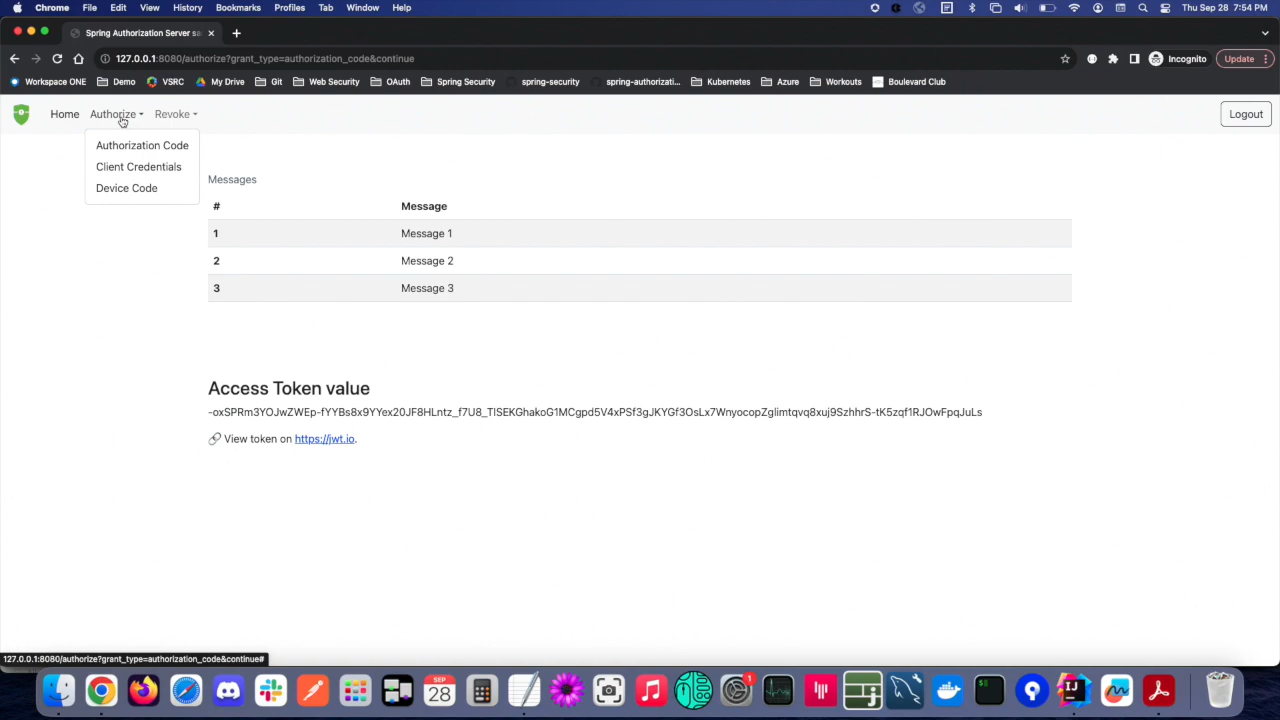 Chrome File Edit View History Bookmarks Profiles Tab Window Help Thu Sep 28 7:54 PM
Spring Authorization Server sa
127.0.0.1:8080/authorize?grant_type=authorization_code&continue Incognito Update
Workspace ONE Demo VSRC My Drive Git Web Security OAuth Spring Security spring-security spring-authorizati... Kubernetes Azure Workouts Boulevard Club
Home Authorize Revoke Logout
Authorization Code
Client Credentials
Device Code
Messages
# Message
1 Message 1
2 Message 2
3 Message 3
Access Token value
-oxSPRm3YOJwZWEp-fYYBs8x9YYex20JF8HLntz_f7U8_TlSEKGhakoG1MCgpd5V4xPSf3gJKYGf3OsLx7WnyocopZglimtqvq8xuj9SzhhrS-tK5zqf1RJOwFpqJuLs
View token on https://jwt.io.
127.0.0.1:8080/authorize?grant_type=authorization_code&continue#
SEP
28
1